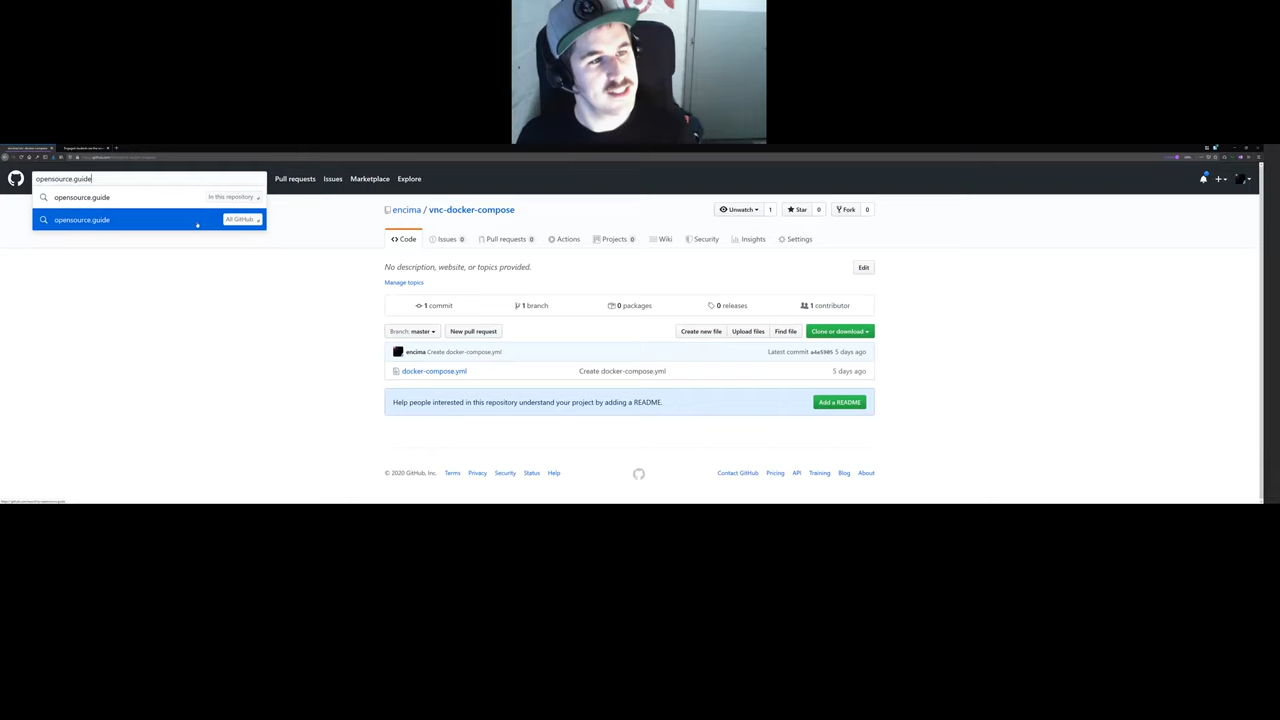 opensource.guide
Pull requests Issues Marketplace Explore
opensource.guide In this repository
opensource.guide All GitHub
encima / vnc-docker-compose
Unwatch 1 Star 0 Fork 0
Code Issues 0 Pull requests 0 Actions Projects 0 Wiki Security Insights Settings
No description, website, or topics provided.
Edit
Manage topics
1 commit 1 branch 0 packages 0 releases 1 contributor
Branch: master New pull request Create new file Upload files Find file Clone or download
encima Create docker-compose.yml Latest commit a4e5905 5 days ago
docker-compose.yml Create docker-compose.yml 5 days ago
Help people interested in this repository understand your project by adding a README. Add a README
© 2020 GitHub, Inc. Terms Privacy Security Status Help Contact GitHub Pricing API Training Blog About